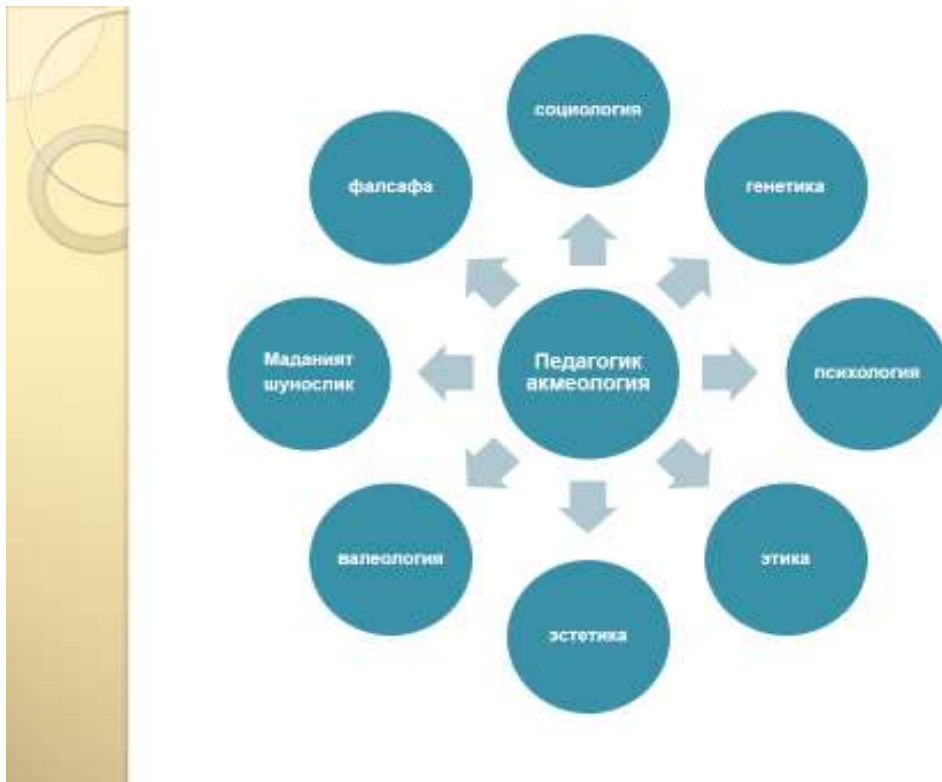 социология
фалсафа
генетика
Маданият
шунослик
Педагогик
акмеология
психология
валеология
этика
эстетика